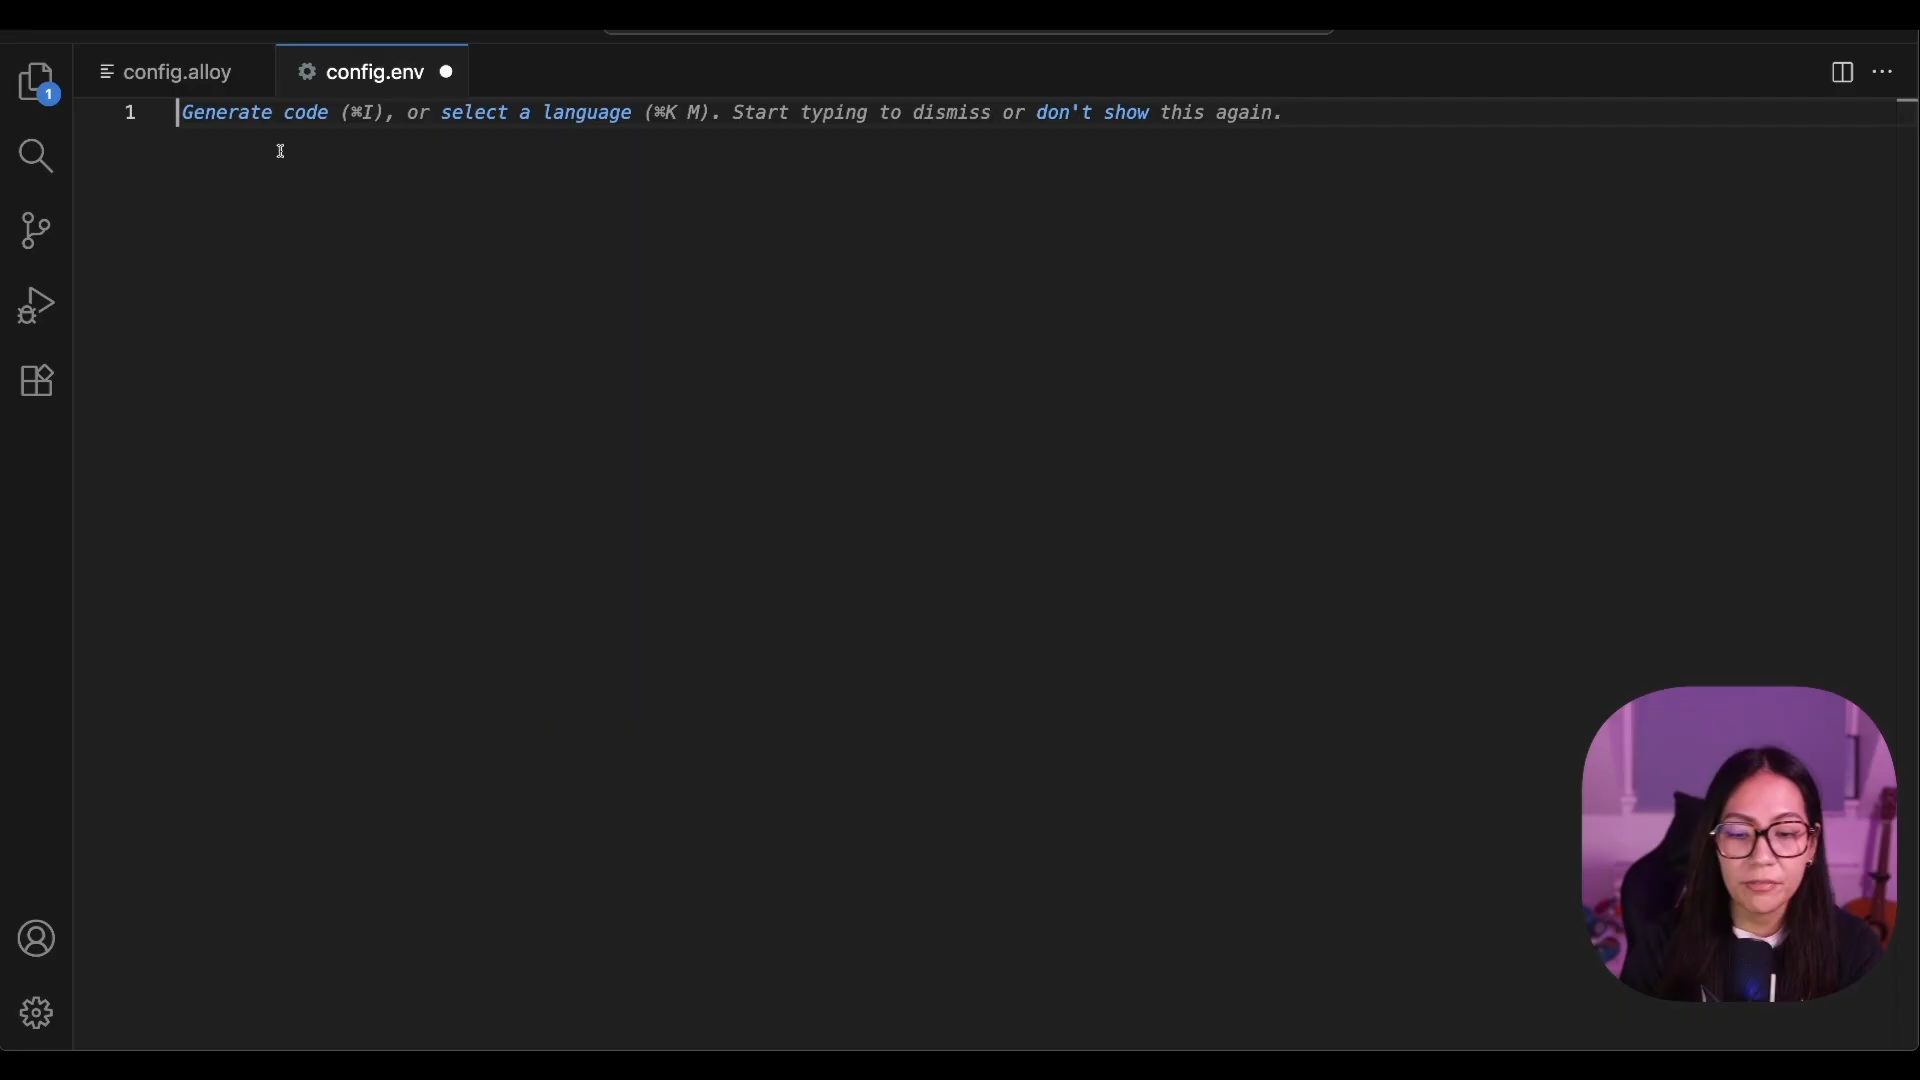 config.alloy
config.env
1
1 Generate code (⌘I), or select a language (⌘K M). Start typing to dismiss or don't show this again.